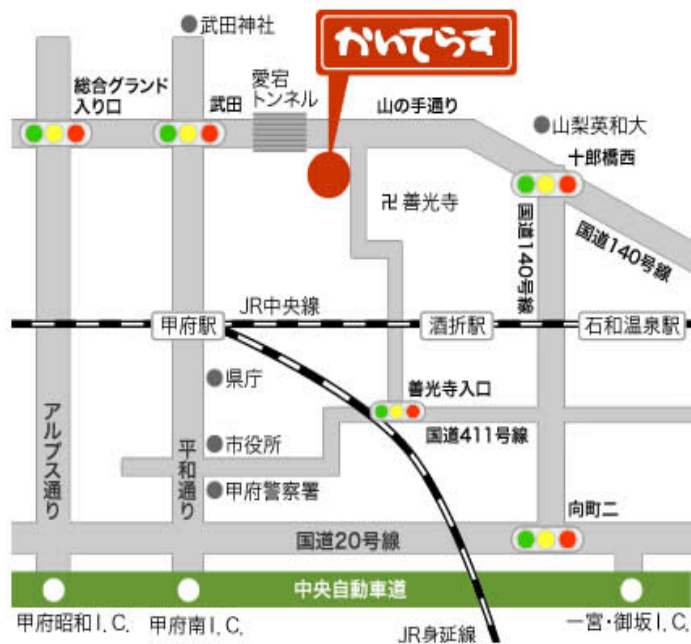 武田神社
かいてらす
総合グランド
入り口
武田
愛宕
トンネル
山の手通り
山梨英和大
十郎橋西
卍 善光寺
国道140号線
国道140号線
JR中央線
甲府駅
酒折駅
石和温泉駅
県庁
善光寺入口
アルプス通り
平和通り
市役所
国道411号線
甲府警察署
向町二
国道20号線
中央自動車道
甲府昭和I.C.
甲府南I.C.
一宮・御坂I.C.
JR身延線